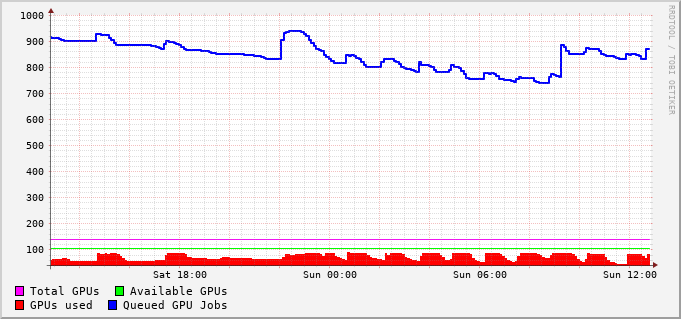 1000
900
800
700
600
500
400
300
200
100
Sat 18:00 Sun 00:00 Sun 06:00 Sun 12:00
Total GPUs Available GPUs
GPUs used Queued GPU Jobs
RRDTOOL / TOBI OETIKER